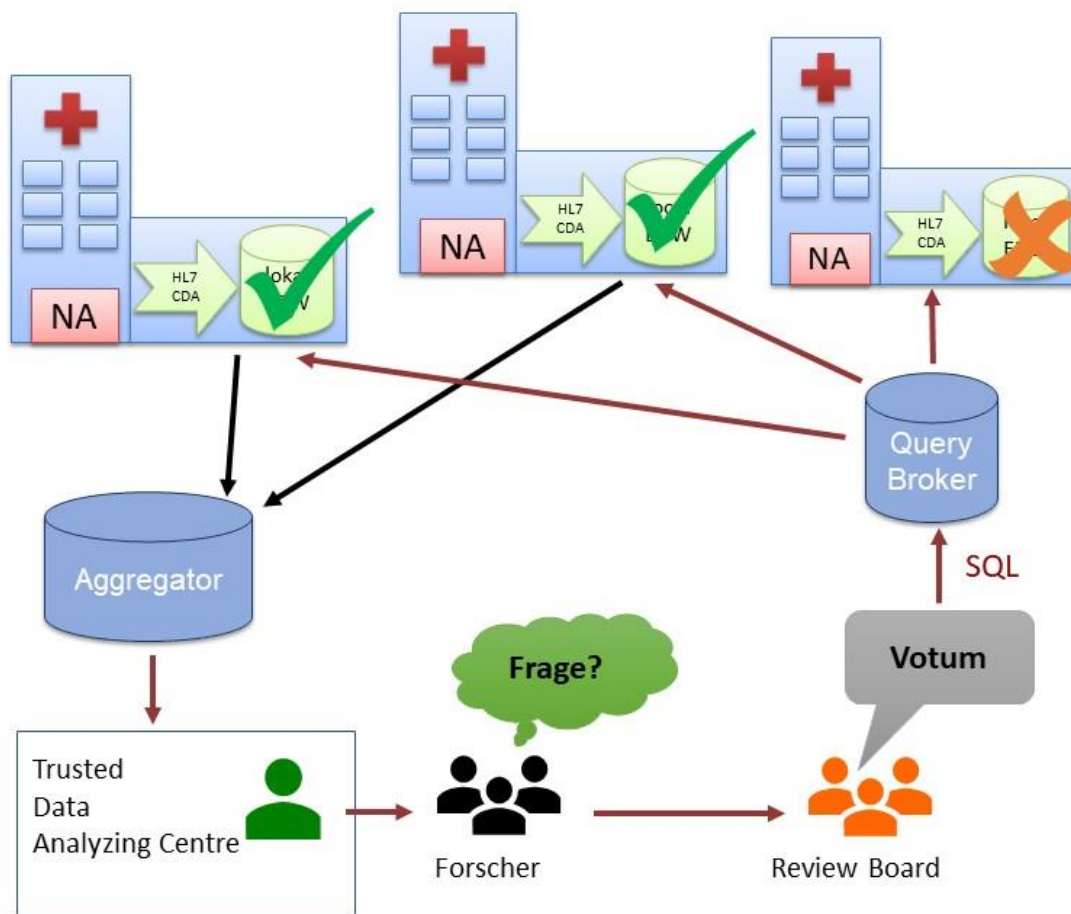 HL7
CDA
NA
HL7
CDA
NA
HL7
CDA
NA
Query
Broker
Aggregator
SQL
Frage?
Votum
Trusted
Data
Analyzing Centre
Forscher
Review Board